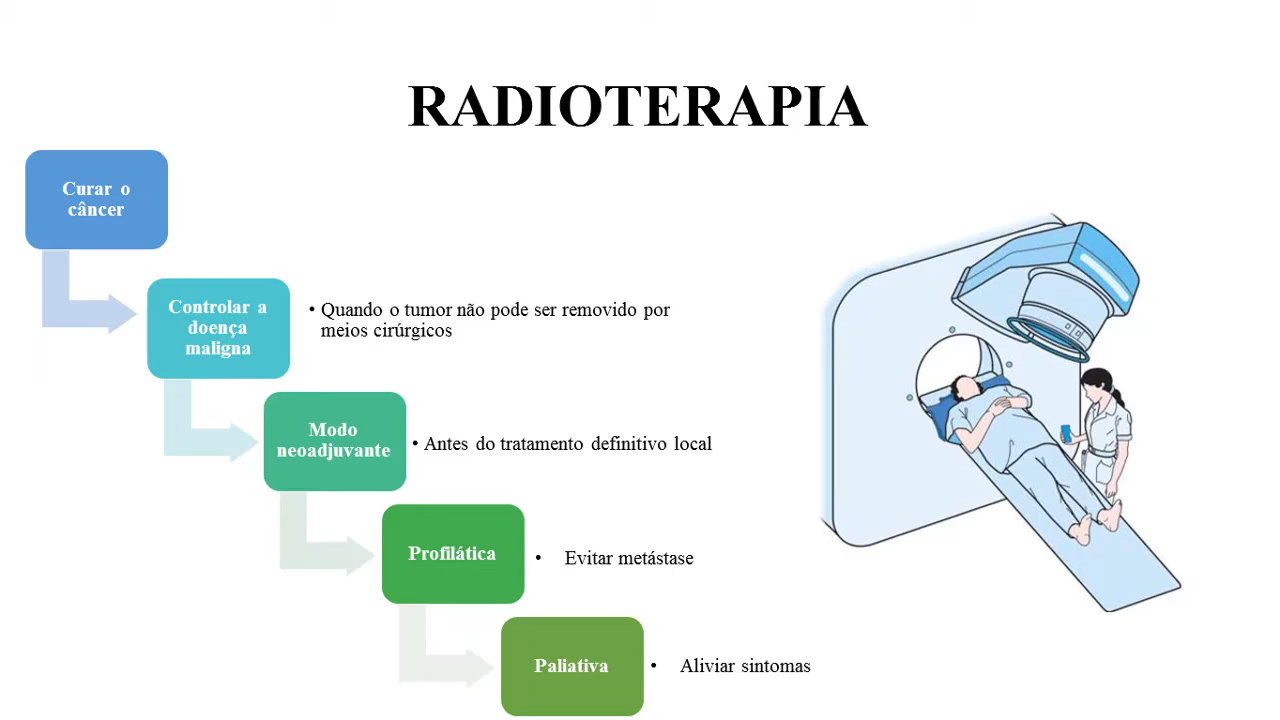 RADIOTERAPIA
Curar o
câncer
Controlar a
doença
maligna
• Quando o tumor não pode ser removido por
meios cirúrgicos
Modo
neoadjuvante
• Antes do tratamento definitivo local
Profilática
• Evitar metástase
Paliativa
• Aliviar sintomas